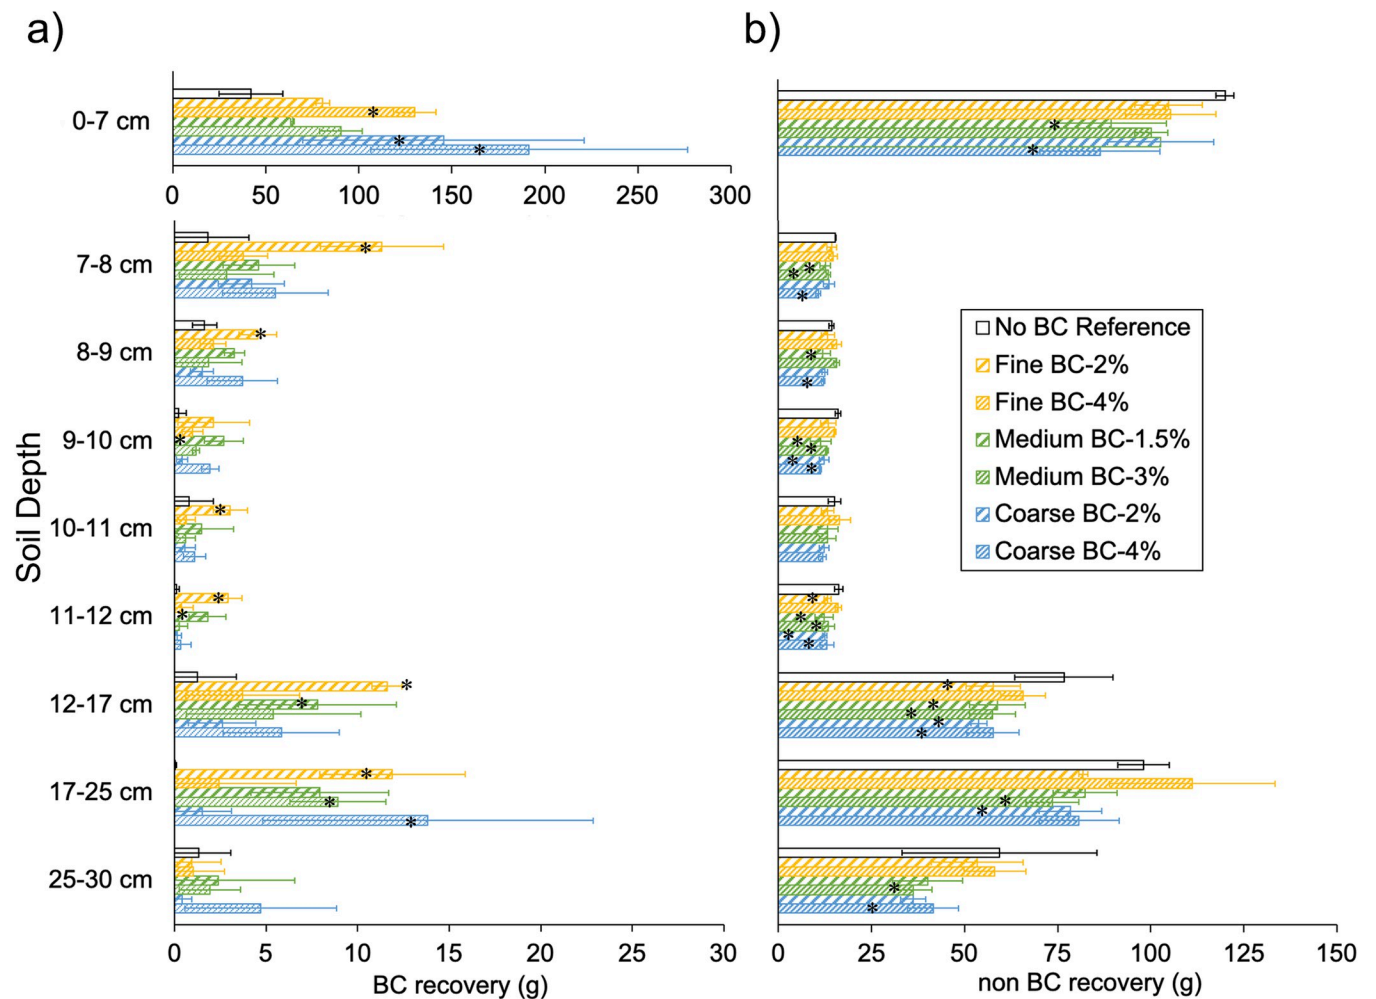 a)
b)
0-7 cm
0 50 100 150 200 250 300
7-8 cm
8-9 cm
9-10 cm
10-11 cm
11-12 cm
12-17 cm
17-25 cm
25-30 cm
Soil Depth
No BC Reference
Fine BC-2%
Fine BC-4%
Medium BC-1.5%
Medium BC-3%
Coarse BC-2%
Coarse BC-4%
0 5 10 15 20 25 30
BC recovery (g)
0 25 50 75 100 125 150
non BC recovery (g)